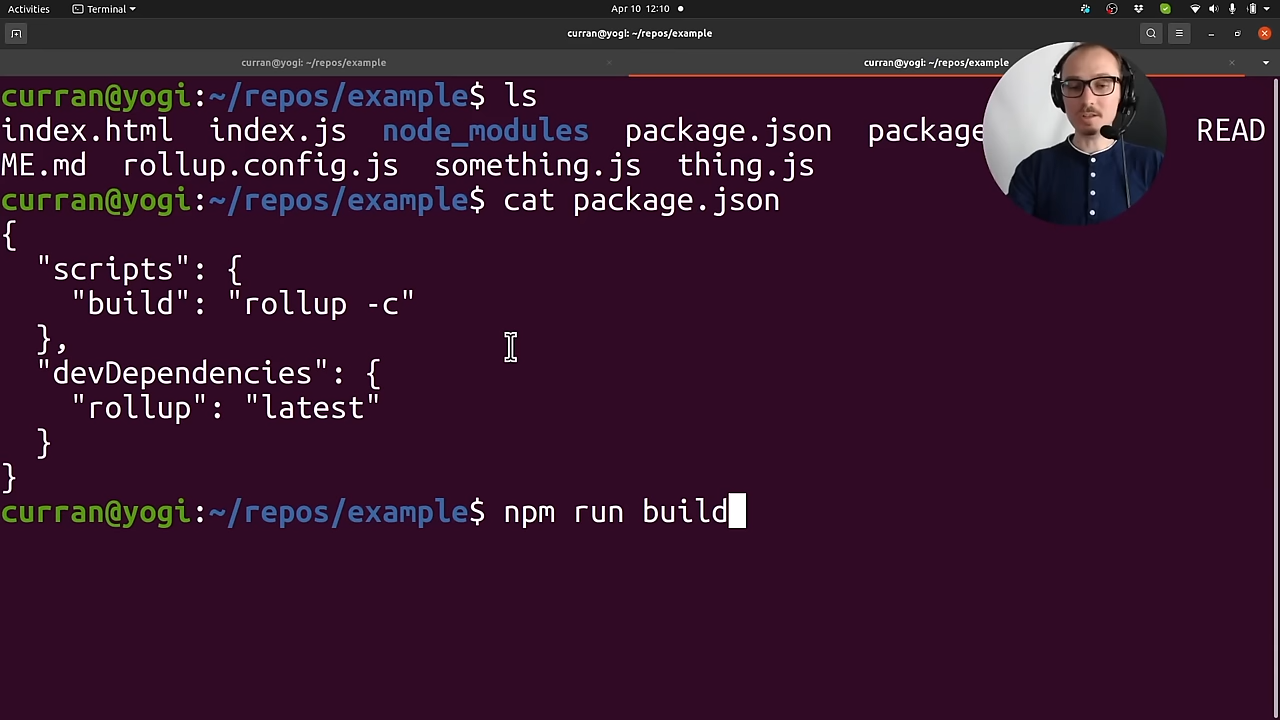 Activities Terminal Apr 10 12:10
curran@yogi: ~/repos/example
curran@yogi: ~/repos/example curran@yogi: ~/repos/example
curran@yogi:~/repos/example$ ls
index.html index.js node_modules package.json package READ
ME.md rollup.config.js something.js thing.js
curran@yogi:~/repos/example$ cat package.json
{
"scripts": {
"build": "rollup -c"
},
"devDependencies": {
"rollup": "latest"
}
}
curran@yogi:~/repos/example$ npm run build